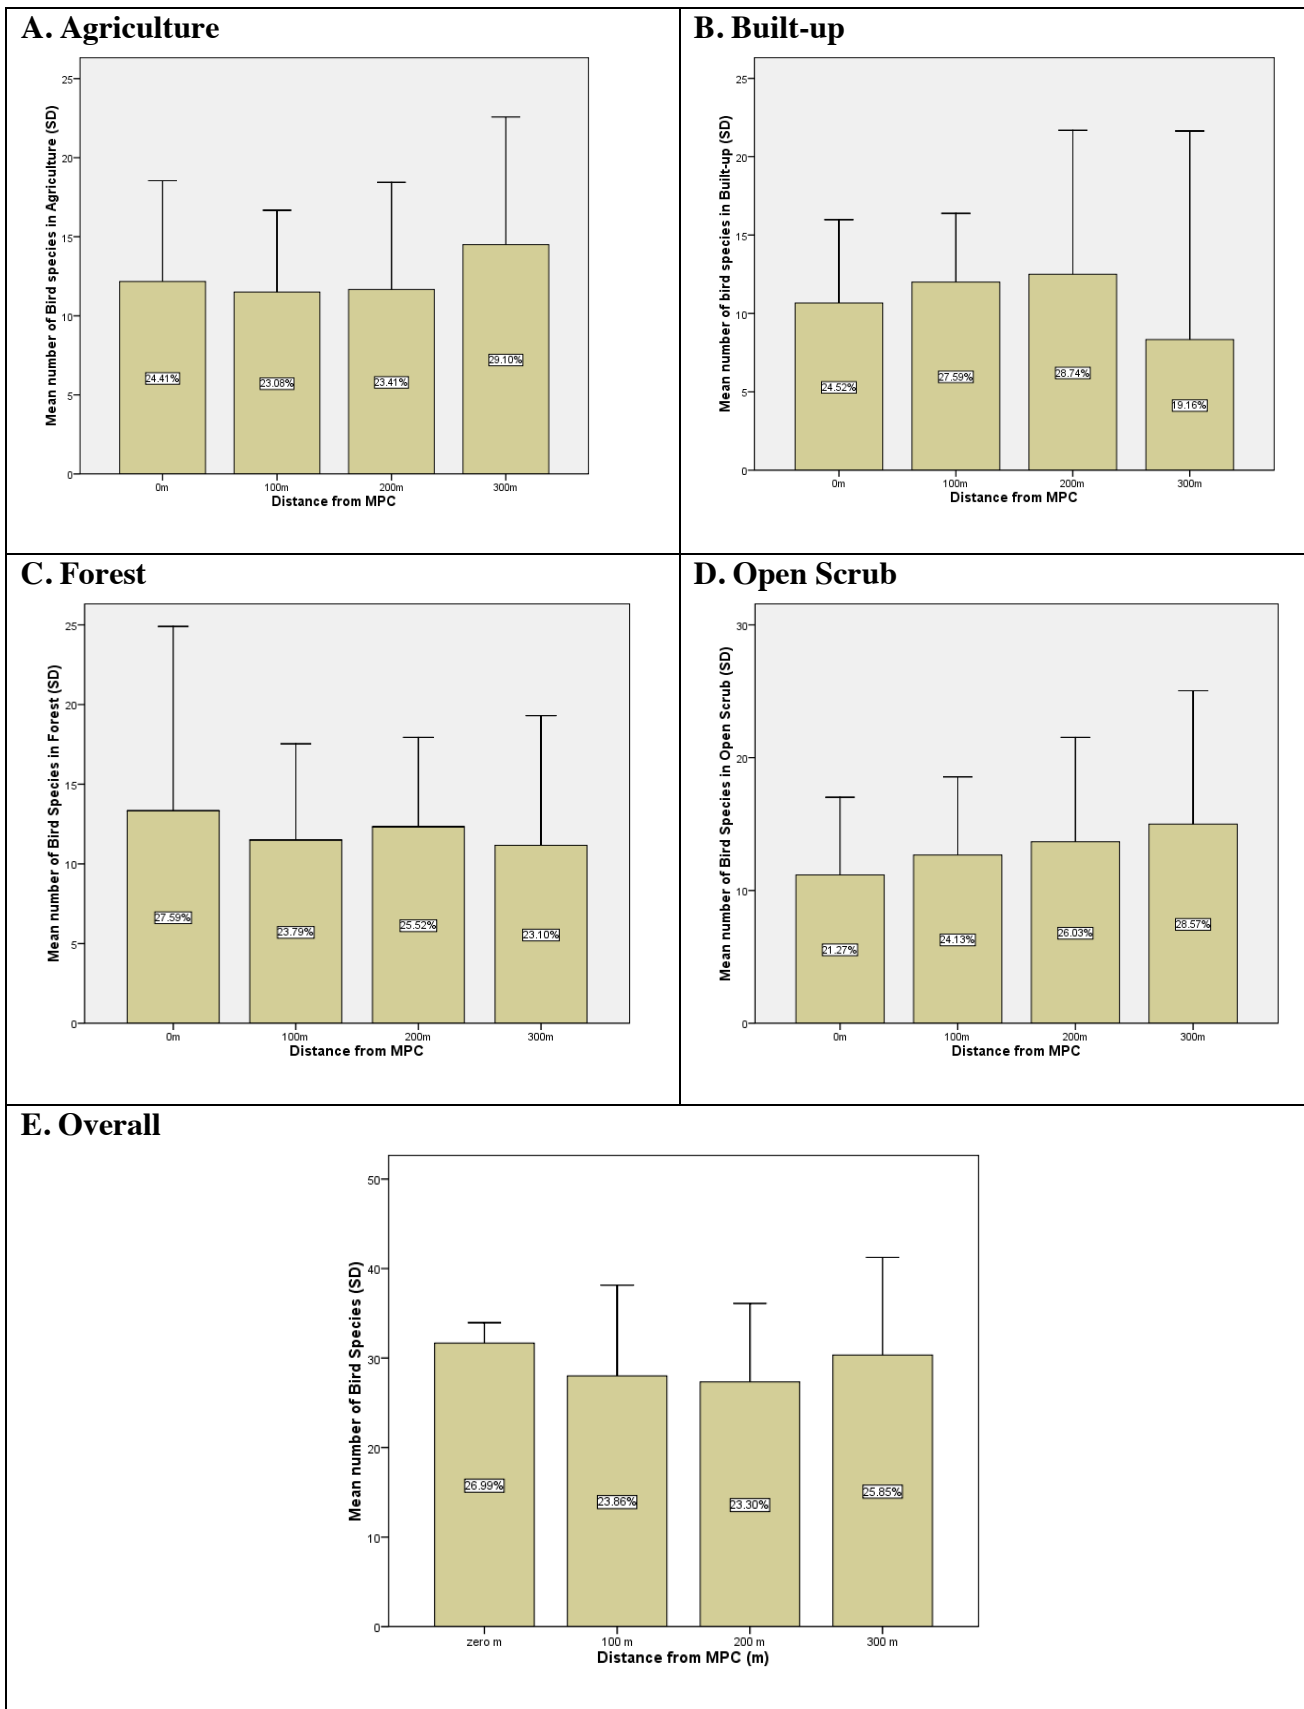 A. Agriculture
Mean number of Bird species in Agriculture (SD)
25
20
15
10
5
0
24.41%
23.08%
23.41%
29.10%
0m 100m 200m 300m
Distance from MPC
B. Built-up
Mean number of bird species in Built-up (SD)
25
20
15
10
5
0
24.52%
27.59%
28.74%
19.16%
0m 100m 200m 300m
Distance from MPC
C. Forest
Mean number of Bird Species in Forest (SD)
25
20
15
10
5
0
27.59%
23.79%
25.52%
23.10%
0m 100m 200m 300m
Distance from MPC
D. Open Scrub
Mean number of Bird Species in Open Scrub (SD)
30
20
10
0
21.27%
24.13%
26.03%
28.57%
0m 100m 200m 300m
Distance from MPC
E. Overall
Mean number of Bird Species (SD)
50
40
30
20
10
0
26.99%
23.86%
23.30%
25.85%
zero m 100 m 200 m 300 m
Distance from MPC (m)